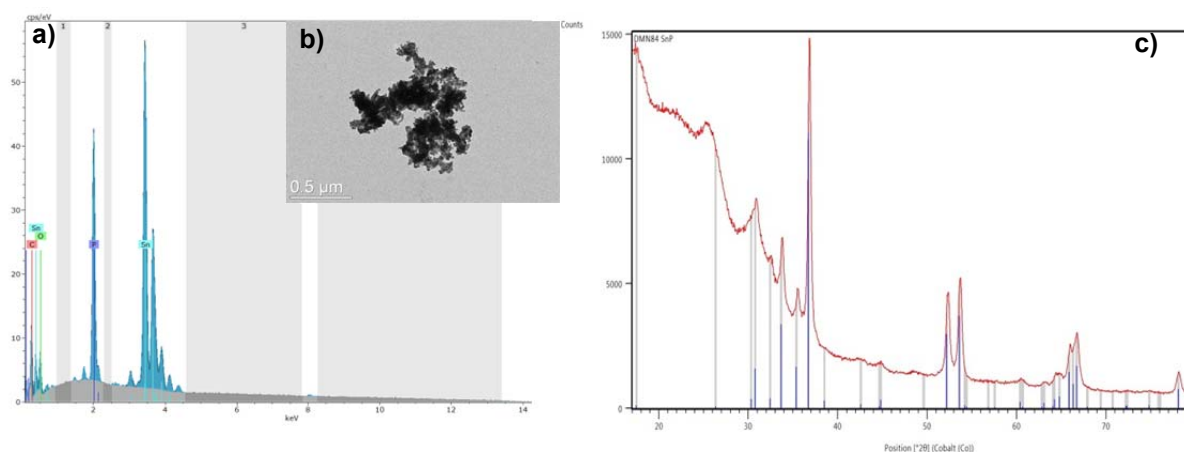 cps/eV
a)
1
2
3
60
50
40
30
20
10
0
Sn
O
C
P
Sn
2
4
6
8
10
12
14
keV
b)
0.5 µm
Counts
c)
DMN84 SnP
15000
10000
5000
0
20
30
40
50
60
70
Position [°2θ] (Cobalt (Co))